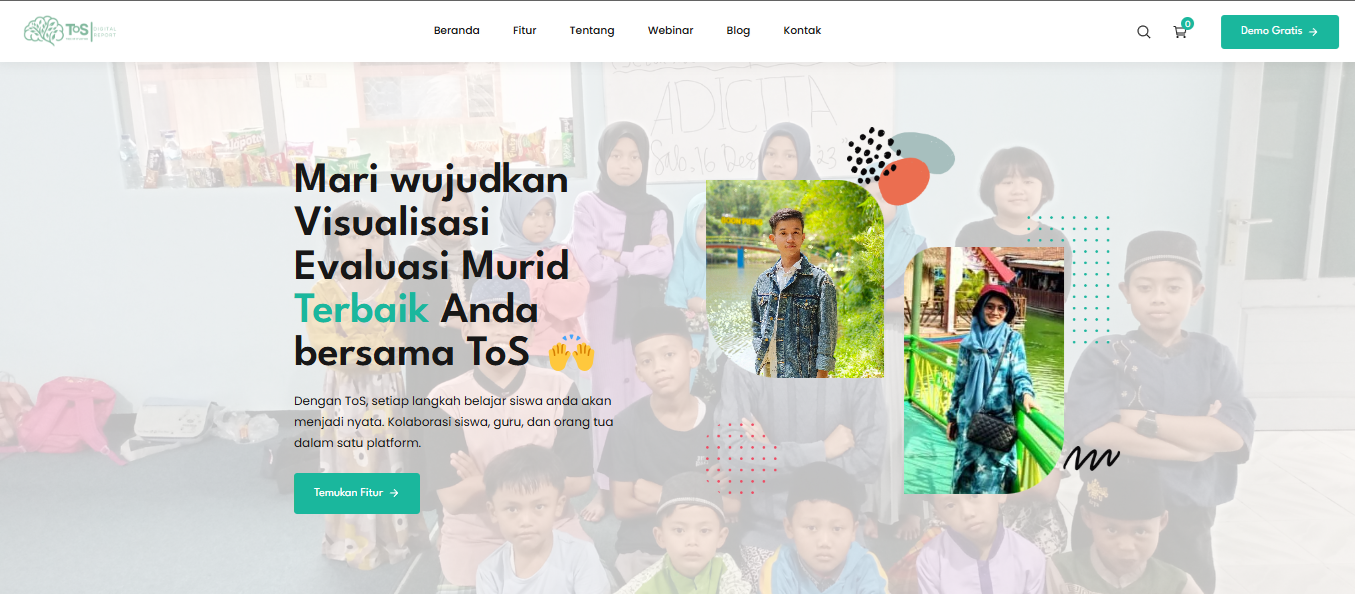 ToS
DIGITAL
REPORT
Beranda
Fitur
Tentang
Webinar
Blog
Kontak
0
Demo Gratis →
ADICITA
Sab, 16 Des
23
Mari wujudkan
Visualisasi
Evaluasi Murid
Terbaik Anda
bersama ToS 🙌
Dengan ToS, setiap langkah belajar siswa anda akan
menjadi nyata. Kolaborasi siswa, guru, dan orang tua
dalam satu platform.
Temukan Fitur →